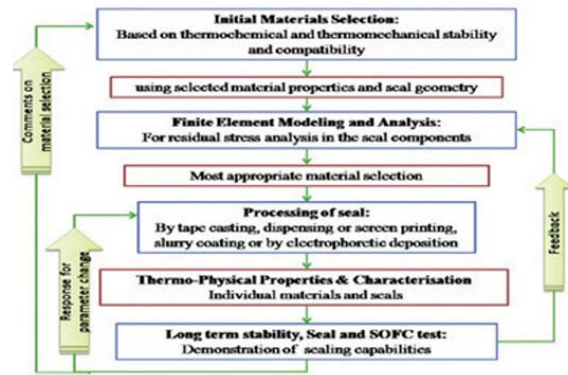 Initial Materials Selection:
Based on thermochemical and thermomechanical stability
and compatibility
using selected material properties and seal geometry
Finite Element Modeling and Analysis:
For residual stress analysis in the seal components
Most appropriate material selection
Processing of seal:
By tape casting, dispensing or screen printing,
slurry coating or by electrophoretic deposition
Thermo-Physical Properties & Characterisation
Individual materials and seals
Long term stability, Seal and SOFC test:
Demonstration of sealing capabilities
Comments on
material selection
Response for
parameter change
Feedback